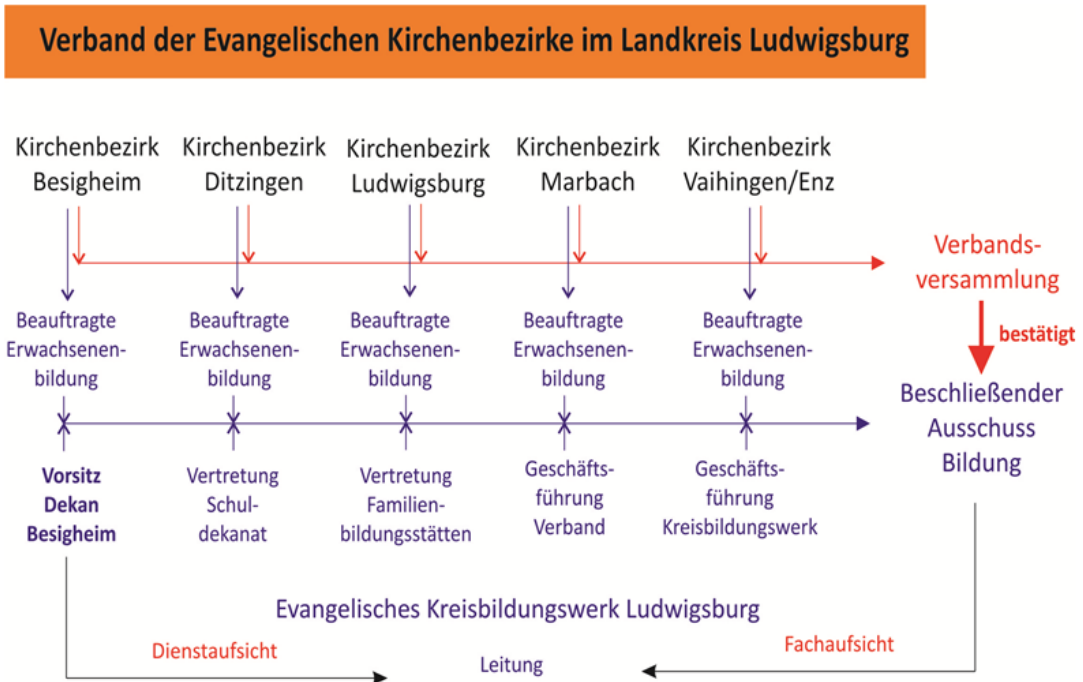 Verband der Evangelischen Kirchenbezirke im Landkreis Ludwigsburg
Kirchenbezirk
Besigheim
Kirchenbezirk
Ditzingen
Kirchenbezirk
Ludwigsburg
Kirchenbezirk
Marbach
Kirchenbezirk
Vaihingen/Enz
Verbands-
versammlung
bestätigt
Beauftragte
Erwachsenen-
bildung
Beauftragte
Erwachsenen-
bildung
Beauftragte
Erwachsenen-
bildung
Beauftragte
Erwachsenen-
bildung
Beauftragte
Erwachsenen-
bildung
Beschließender
Ausschuss
Bildung
Vorsitz
Dekan
Besigheim
Vertretung
Schul-
dekanat
Vertretung
Familien-
bildungsstätten
Geschäfts-
führung
Verband
Geschäfts-
führung
Kreisbildungswerk
Evangelisches Kreisbildungswerk Ludwigsburg
Dienstaufsicht
Leitung
Fachaufsicht